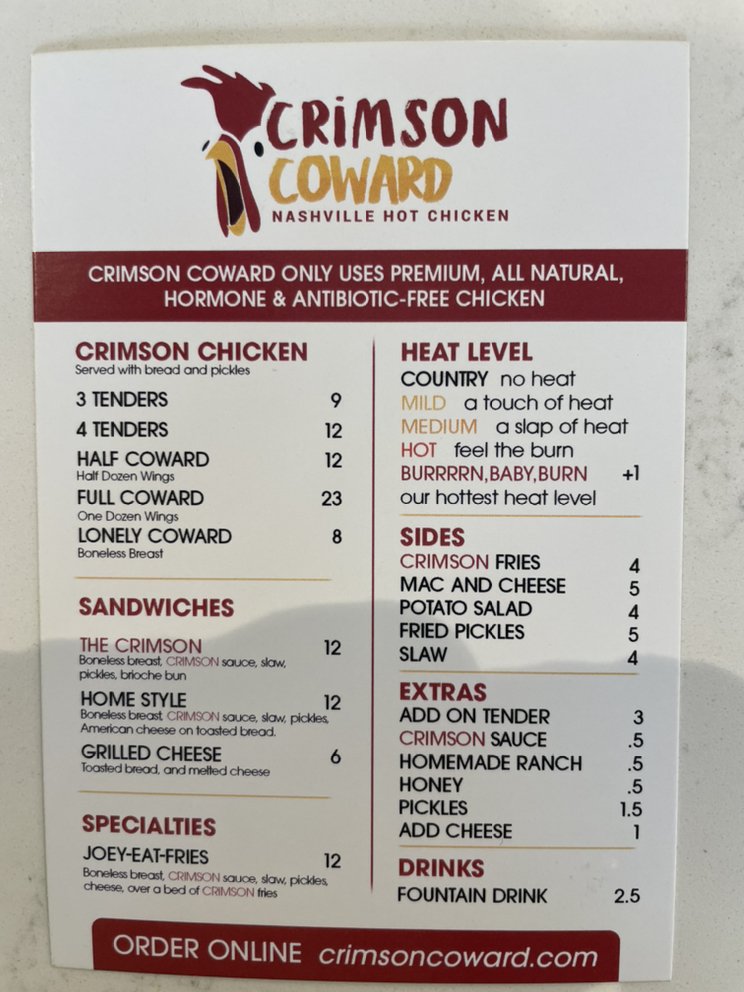 CRIMSON
COWARD
NASHVILLE HOT CHICKEN
CRIMSON COWARD ONLY USES PREMIUM, ALL NATURAL,
HORMONE & ANTIBIOTIC-FREE CHICKEN
CRIMSON CHICKEN
Served with bread and pickles
3 TENDERS 9
4 TENDERS 12
HALF COWARD 12
Half Dozen Wings
FULL COWARD 23
One Dozen Wings
LONELY COWARD 8
Boneless Breast
SANDWICHES
THE CRIMSON 12
Boneless breast, CRIMSON sauce, slaw,
pickles, brioche bun
HOME STYLE 12
Boneless breast, CRIMSON sauce, slaw, pickles,
American cheese on toasted bread.
GRILLED CHEESE 6
Toasted bread, and melted cheese
SPECIALTIES
JOEY-EAT-FRIES 12
Boneless breast, CRIMSON sauce, slaw, pickles,
cheese, over a bed of CRIMSON fries
HEAT LEVEL
COUNTRY no heat
MILD a touch of heat
MEDIUM a slap of heat
HOT feel the burn
BURRRRN,BABY,BURN +1
our hottest heat level
SIDES
CRIMSON FRIES 4
MAC AND CHEESE 5
POTATO SALAD 4
FRIED PICKLES 5
SLAW 4
EXTRAS
ADD ON TENDER 3
CRIMSON SAUCE .5
HOMEMADE RANCH .5
HONEY .5
PICKLES 1.5
ADD CHEESE 1
DRINKS
FOUNTAIN DRINK 2.5
ORDER ONLINE crimsoncoward.com